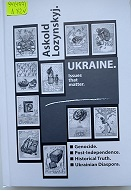 Askold
Lozynskyj.
UKRAINE.
Issues
that
matter.
Genocide.
Post-Independence.
Historical Truth.
Ukrainian Diaspora.